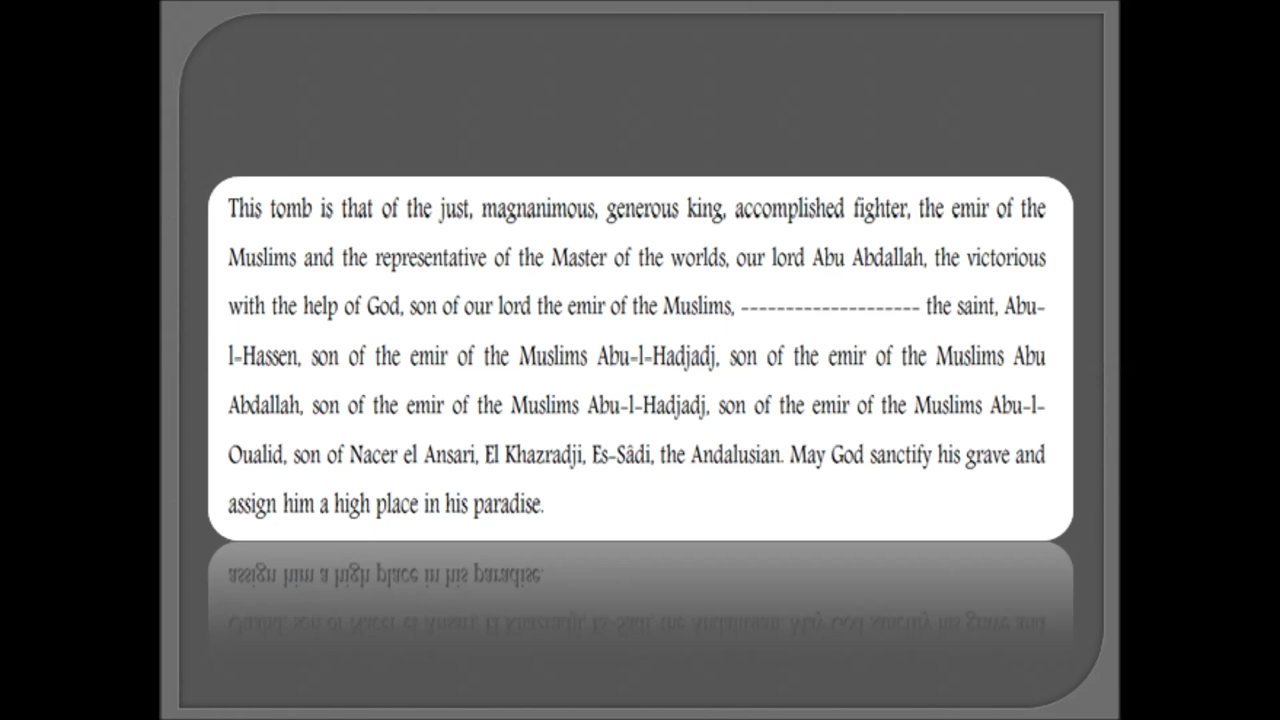 This tomb is that of the just, magnanimous, generous king, accomplished fighter, the emir of the
Muslims and the representative of the Master of the worlds, our lord Abu Abdallah, the victorious
with the help of God, son of our lord the emir of the Muslims, -------------------- the saint, Abu-
l-Hassen, son of the emir of the Muslims Abu-l-Hadjadj, son of the emir of the Muslims Abu
Abdallah, son of the emir of the Muslims Abu-l-Hadjadj, son of the emir of the Muslims Abu-l-
Oualid, son of Nacer el Ansari, El Khazradji, Es-Sâdi, the Andalusian. May God sanctify his grave and
assign him a high place in his paradise.